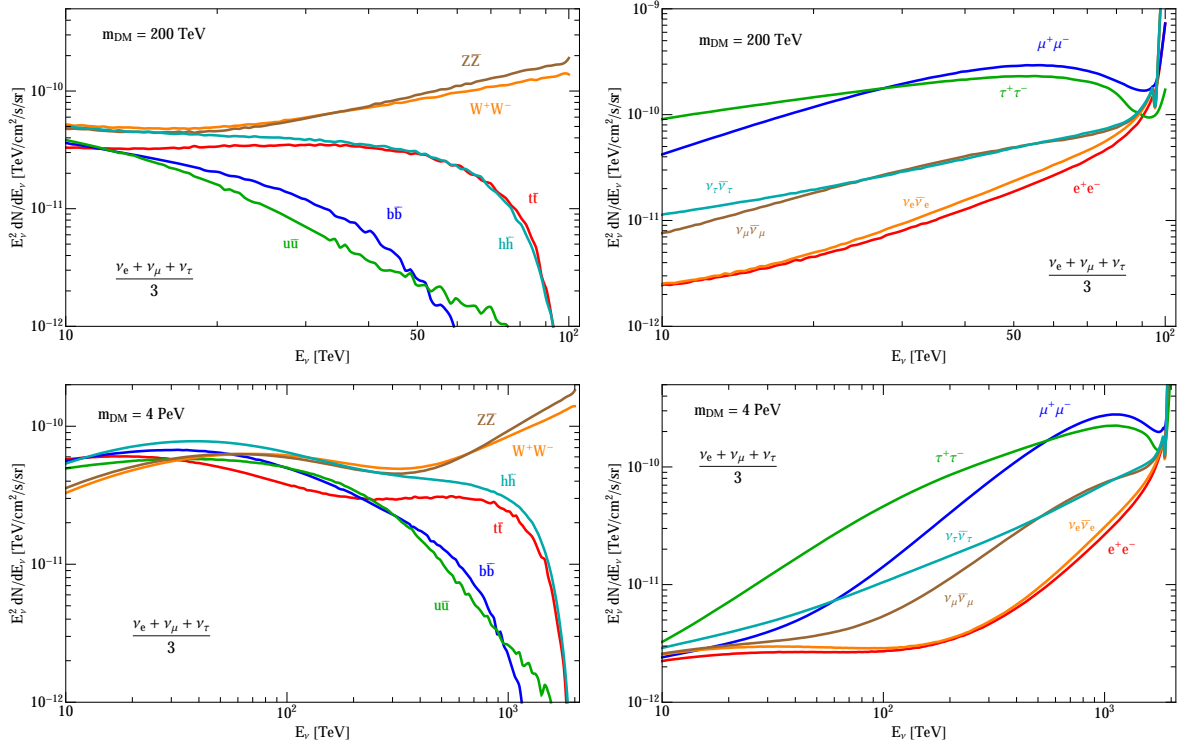 m_DM = 200 TeV
ZZ̄
W⁺W⁻
tt̄
bb̄
hh̄
uū
ν_e + ν_μ + ν_τ
3
E_ν² dN/dE_ν [TeV/cm²/s/sr]
10⁻¹⁰
10⁻¹¹
10⁻¹²
10
50
10²
E_ν [TeV]
m_DM = 200 TeV
μ⁺μ⁻
τ⁺τ⁻
ν_τ ν̄_τ
ν_e ν̄_e
e⁺e⁻
ν_μ ν̄_μ
ν_e + ν_μ + ν_τ
3
E_ν² dN/dE_ν [TeV/cm²/s/sr]
10⁻⁹
10⁻¹⁰
10⁻¹¹
10⁻¹²
10
50
10²
E_ν [TeV]
m_DM = 4 PeV
ZZ̄
W⁺W⁻
hh̄
tt̄
bb̄
uū
ν_e + ν_μ + ν_τ
3
E_ν² dN/dE_ν [TeV/cm²/s/sr]
10⁻¹⁰
10⁻¹¹
10⁻¹²
10
10²
10³
E_ν [TeV]
m_DM = 4 PeV
μ⁺μ⁻
ν_e + ν_μ + ν_τ
3
τ⁺τ⁻
ν_τ ν̄_τ
ν_e ν̄_e
e⁺e⁻
ν_μ ν̄_μ
E_ν² dN/dE_ν [TeV/cm²/s/sr]
10⁻¹⁰
10⁻¹¹
10⁻¹²
10
10²
10³
E_ν [TeV]